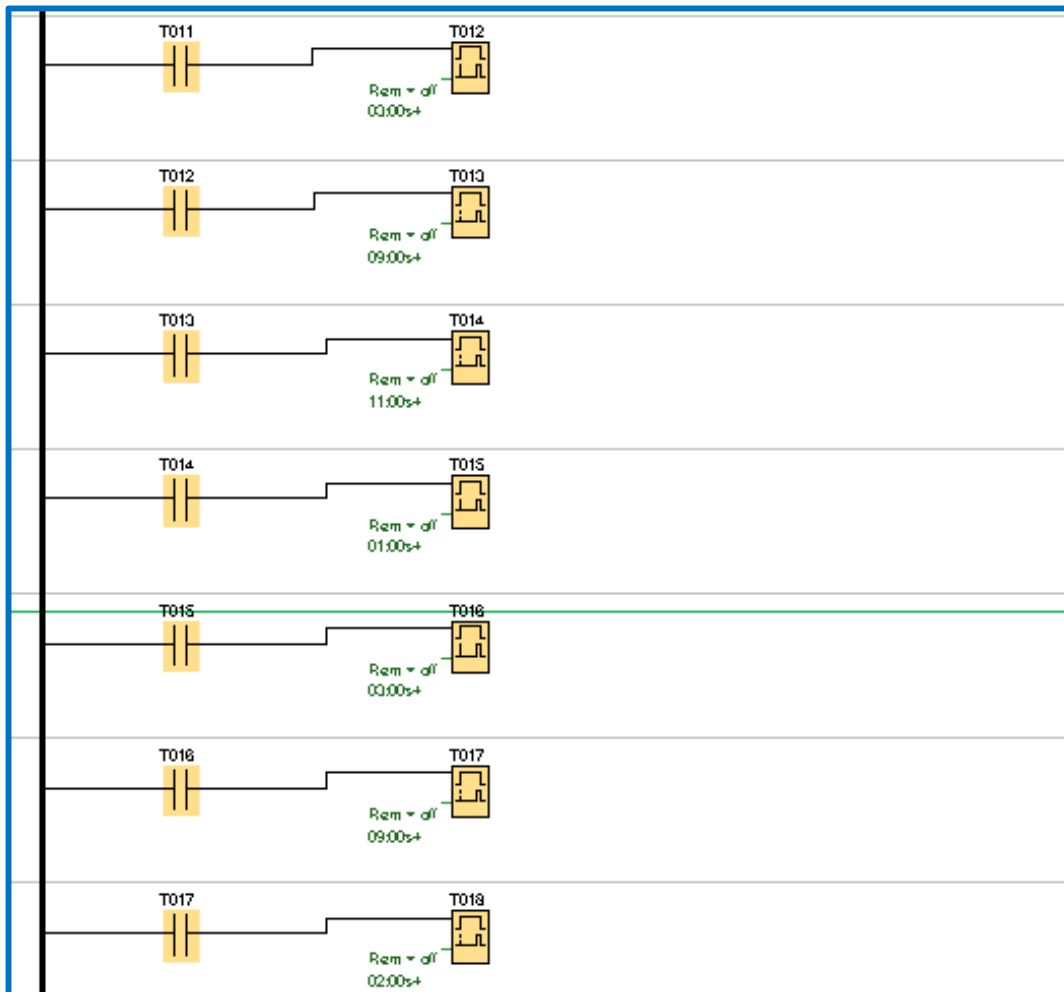 T011 T012
Rem = off
03:00s+
T012 T013
Rem = off
09:00s+
T013 T014
Rem = off
11:00s+
T014 T015
Rem = off
01:00s+
T015 T016
Rem = off
03:00s+
T016 T017
Rem = off
09:00s+
T017 T018
Rem = off
02:00s+